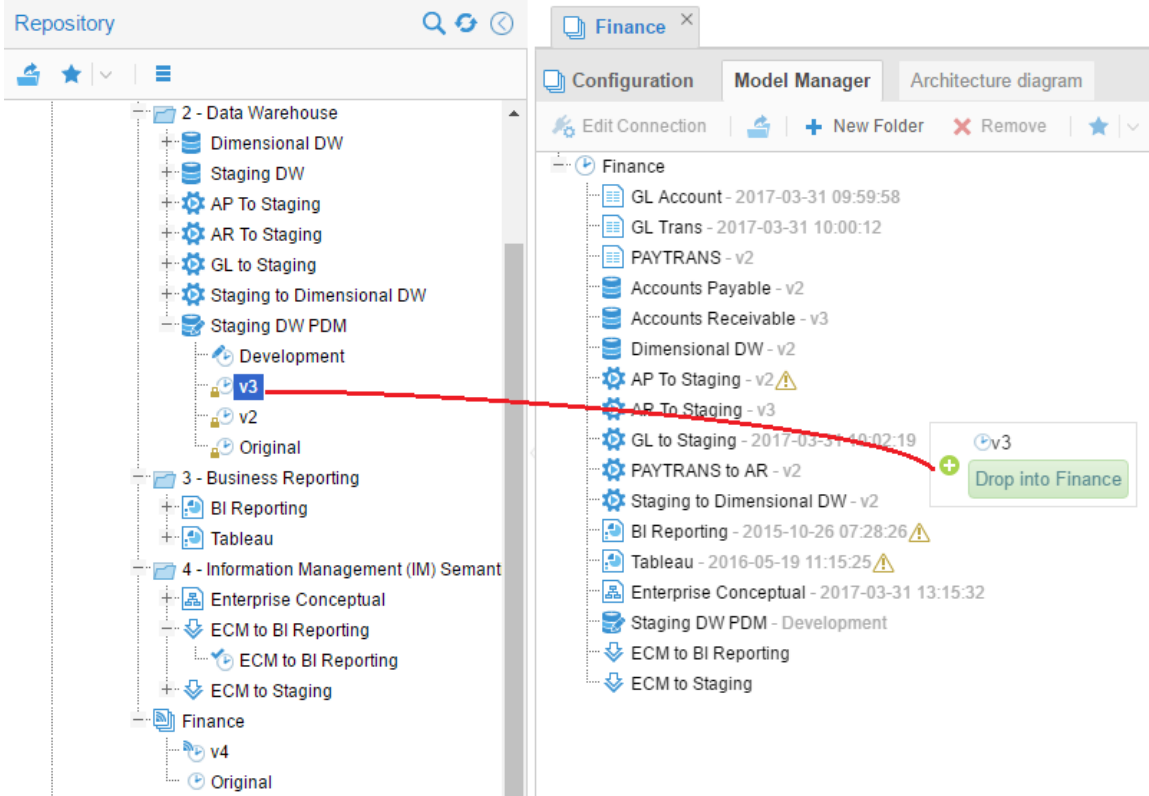 Repository
2 - Data Warehouse
Dimensional DW
Staging DW
AP To Staging
AR To Staging
GL to Staging
Staging to Dimensional DW
Staging DW PDM
Development
v3
v2
Original
3 - Business Reporting
BI Reporting
Tableau
4 - Information Management (IM) Semant
Enterprise Conceptual
ECM to BI Reporting
ECM to BI Reporting
ECM to Staging
Finance
v4
Original
Finance
Configuration Model Manager Architecture diagram
Edit Connection New Folder Remove
Finance
GL Account - 2017-03-31 09:59:58
GL Trans - 2017-03-31 10:00:12
PAYTRANS - v2
Accounts Payable - v2
Accounts Receivable - v3
Dimensional DW - v2
AP To Staging - v2
AR To Staging - v3
GL to Staging - 2017-03-31 10:02:19
PAYTRANS to AR - v2
Staging to Dimensional DW - v2
BI Reporting - 2015-10-26 07:28:26
Tableau - 2016-05-19 11:15:25
Enterprise Conceptual - 2017-03-31 13:15:32
Staging DW PDM - Development
ECM to BI Reporting
ECM to Staging
v3
Drop into Finance